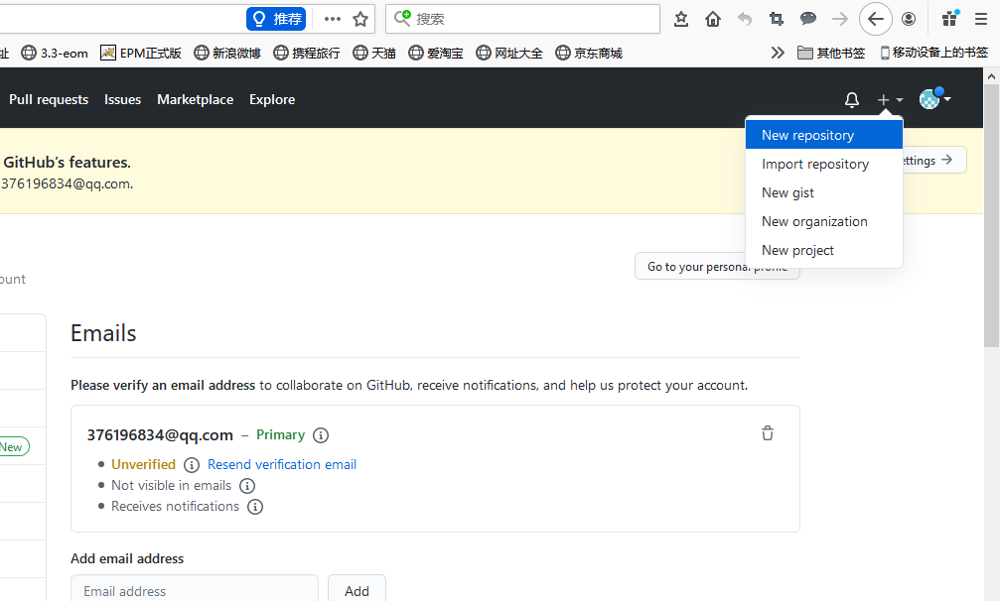 推荐 ••• 搜索
址 3.3-eom EPM正式版 新浪微博 携程旅行 天猫 爱淘宝 网址大全 京东商城 其他书签 移动设备上的书签
Pull requests Issues Marketplace Explore
New repository
GitHub’s features.
ettings
Import repository
376196834@qq.com.
New gist
New organization
New project
Go to your personal profile
ount
Emails
Please verify an email address to collaborate on GitHub, receive notifications, and help us protect your account.
376196834@qq.com – Primary
New
Unverified Resend verification email
Not visible in emails
Receives notifications
Add email address
Email address Add